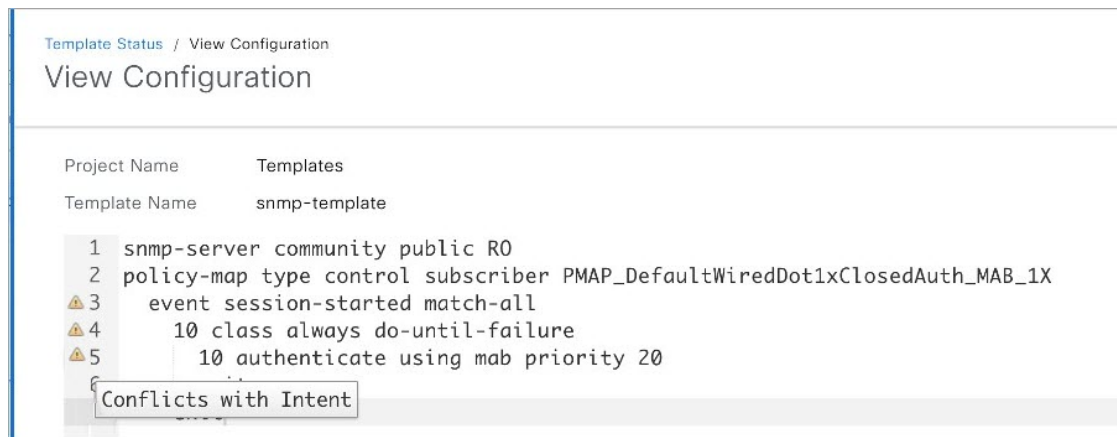 Template Status / View Configuration
View Configuration
Project Name Templates
Template Name snmp-template
1 snmp-server community public RO
2 policy-map type control subscriber PMAP_DefaultWiredDot1xClosedAuth_MAB_1X
3 event session-started match-all
4 10 class always do-until-failure
5 10 authenticate using mab priority 20
Conflicts with Intent